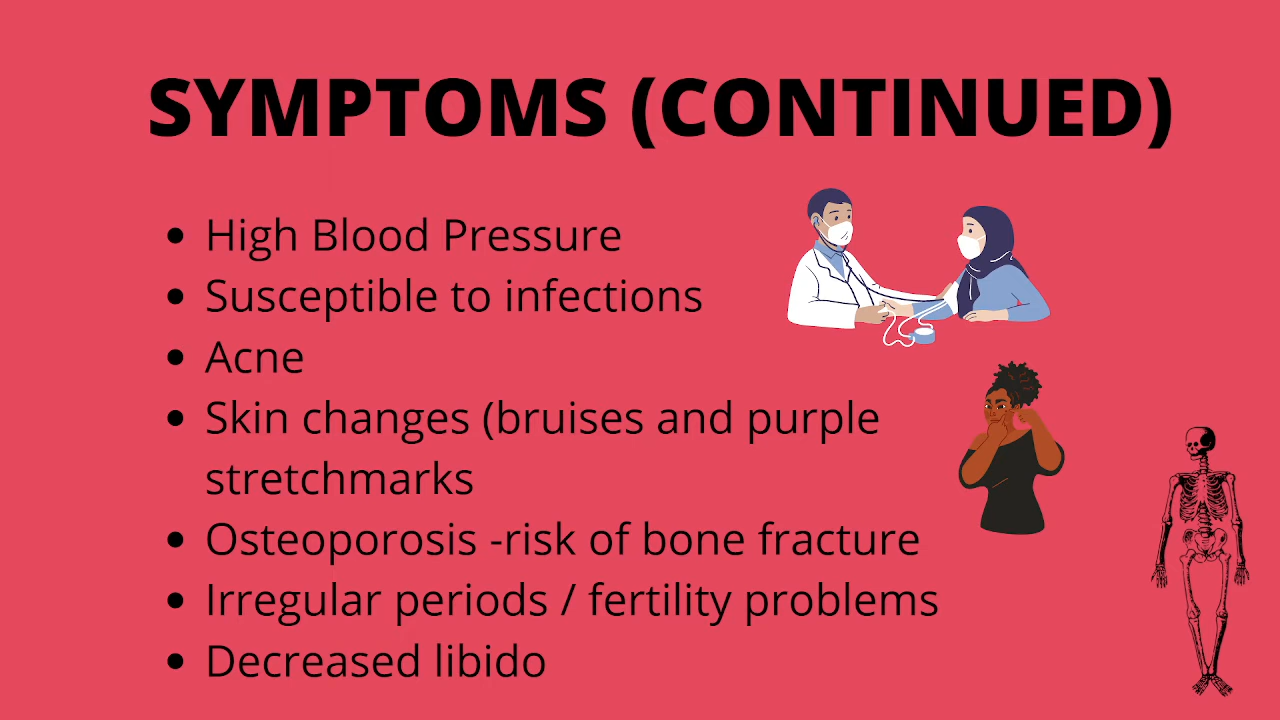 SYMPTOMS (CONTINUED)
• High Blood Pressure
• Susceptible to infections
• Acne
• Skin changes (bruises and purple
stretchmarks
• Osteoporosis -risk of bone fracture
• Irregular periods / fertility problems
• Decreased libido